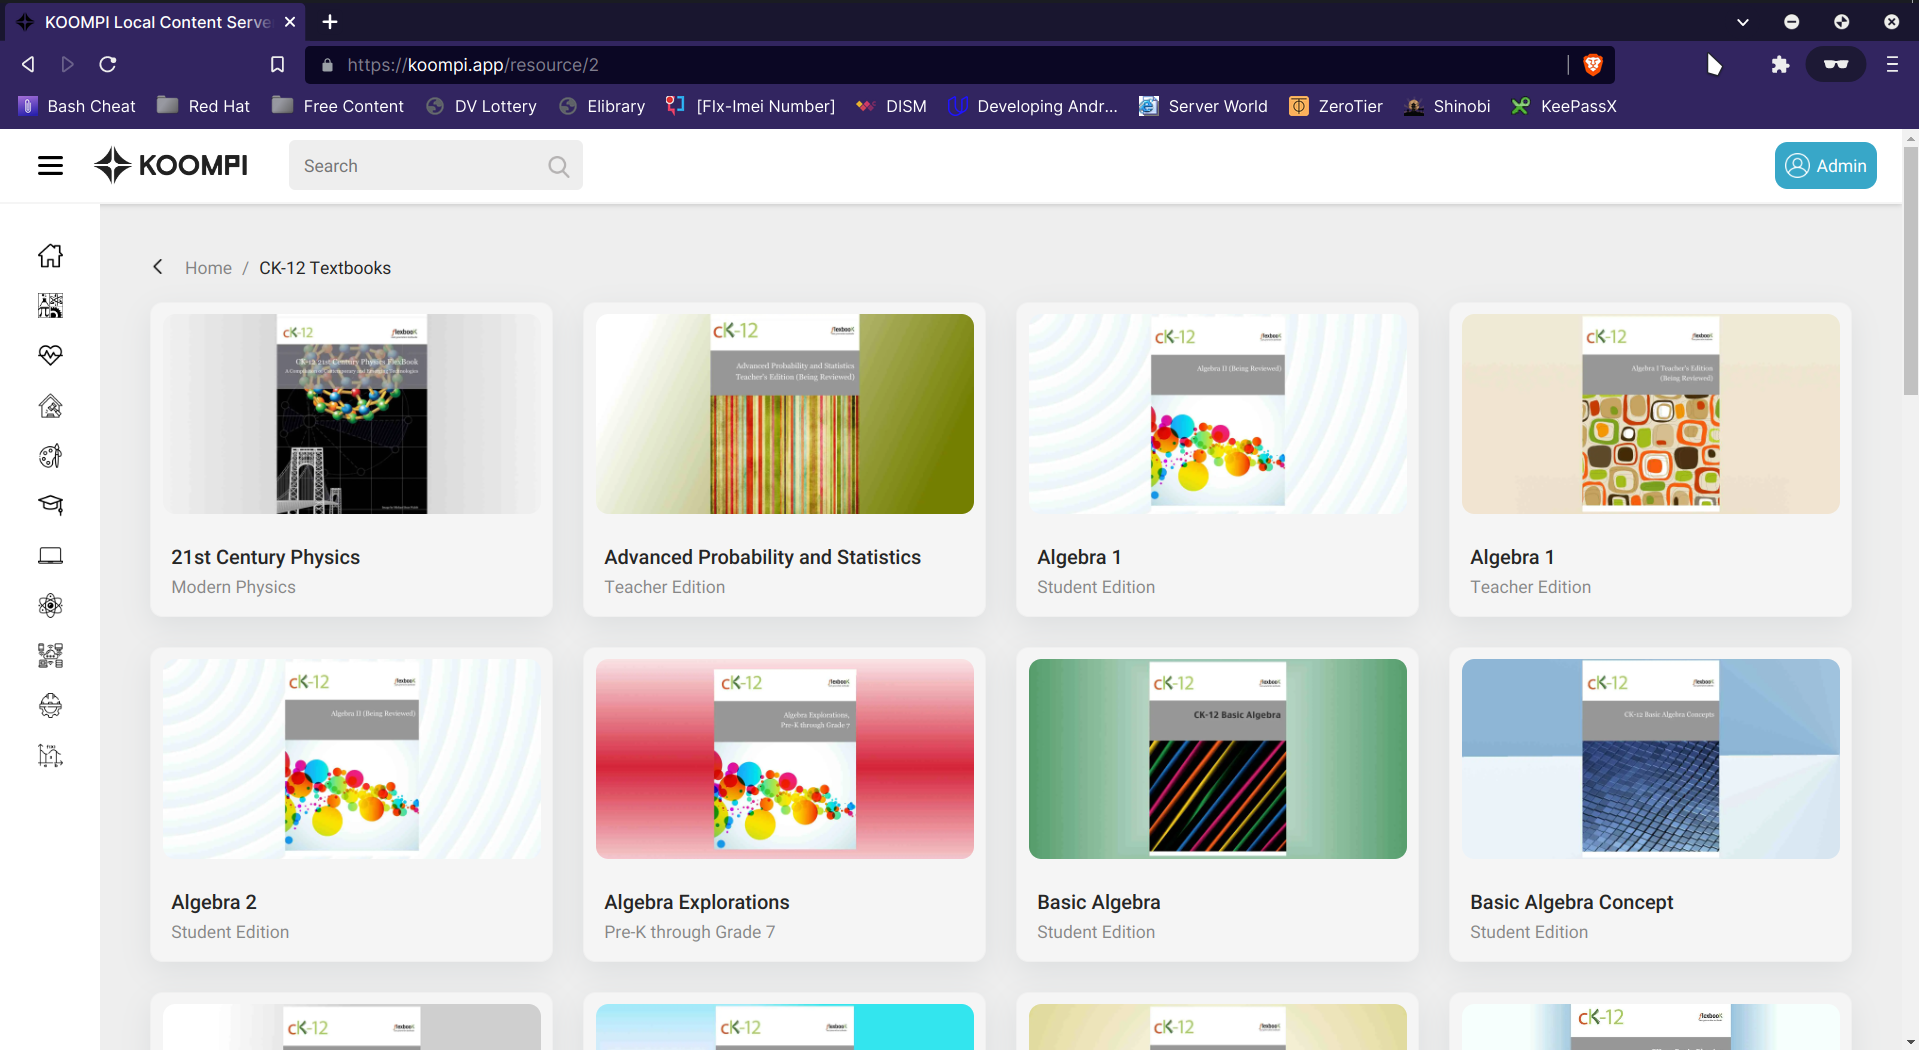 KOOMPI Local Content Serve
https://koompi.app/resource/2
Bash Cheat
Red Hat
Free Content
DV Lottery
Elibrary
[FIx-Imei Number]
DISM
Developing Andr...
Server World
ZeroTier
Shinobi
KeePassX
KOOMPI
Search
Admin
Home / CK-12 Textbooks
cK-12
flexbook
CK-12 21st Century Physics FlexBook
A Compilation of Contemporary and Emerging Technologies
cK-12
flexbook
Advanced Probability and Statistics
Teacher's Edition (Being Reviewed)
cK-12
flexbook
Algebra II (Being Reviewed)
cK-12
flexbook
Algebra I Teacher's Edition
(Being Reviewed)
21st Century Physics
Modern Physics
Advanced Probability and Statistics
Teacher Edition
Algebra 1
Student Edition
Algebra 1
Teacher Edition
cK-12
flexbook
Algebra II (Being Reviewed)
cK-12
flexbook
Algebra Explorations,
Pre-K through Grade 7
cK-12
flexbook
CK-12 Basic Algebra
cK-12
flexbook
CK-12 Basic Algebra Concepts
Algebra 2
Student Edition
Algebra Explorations
Pre-K through Grade 7
Basic Algebra
Student Edition
Basic Algebra Concept
Student Edition
cK-12
flexbook
cK-12
flexbook
cK-12
flexbook
cK-12
flexbook